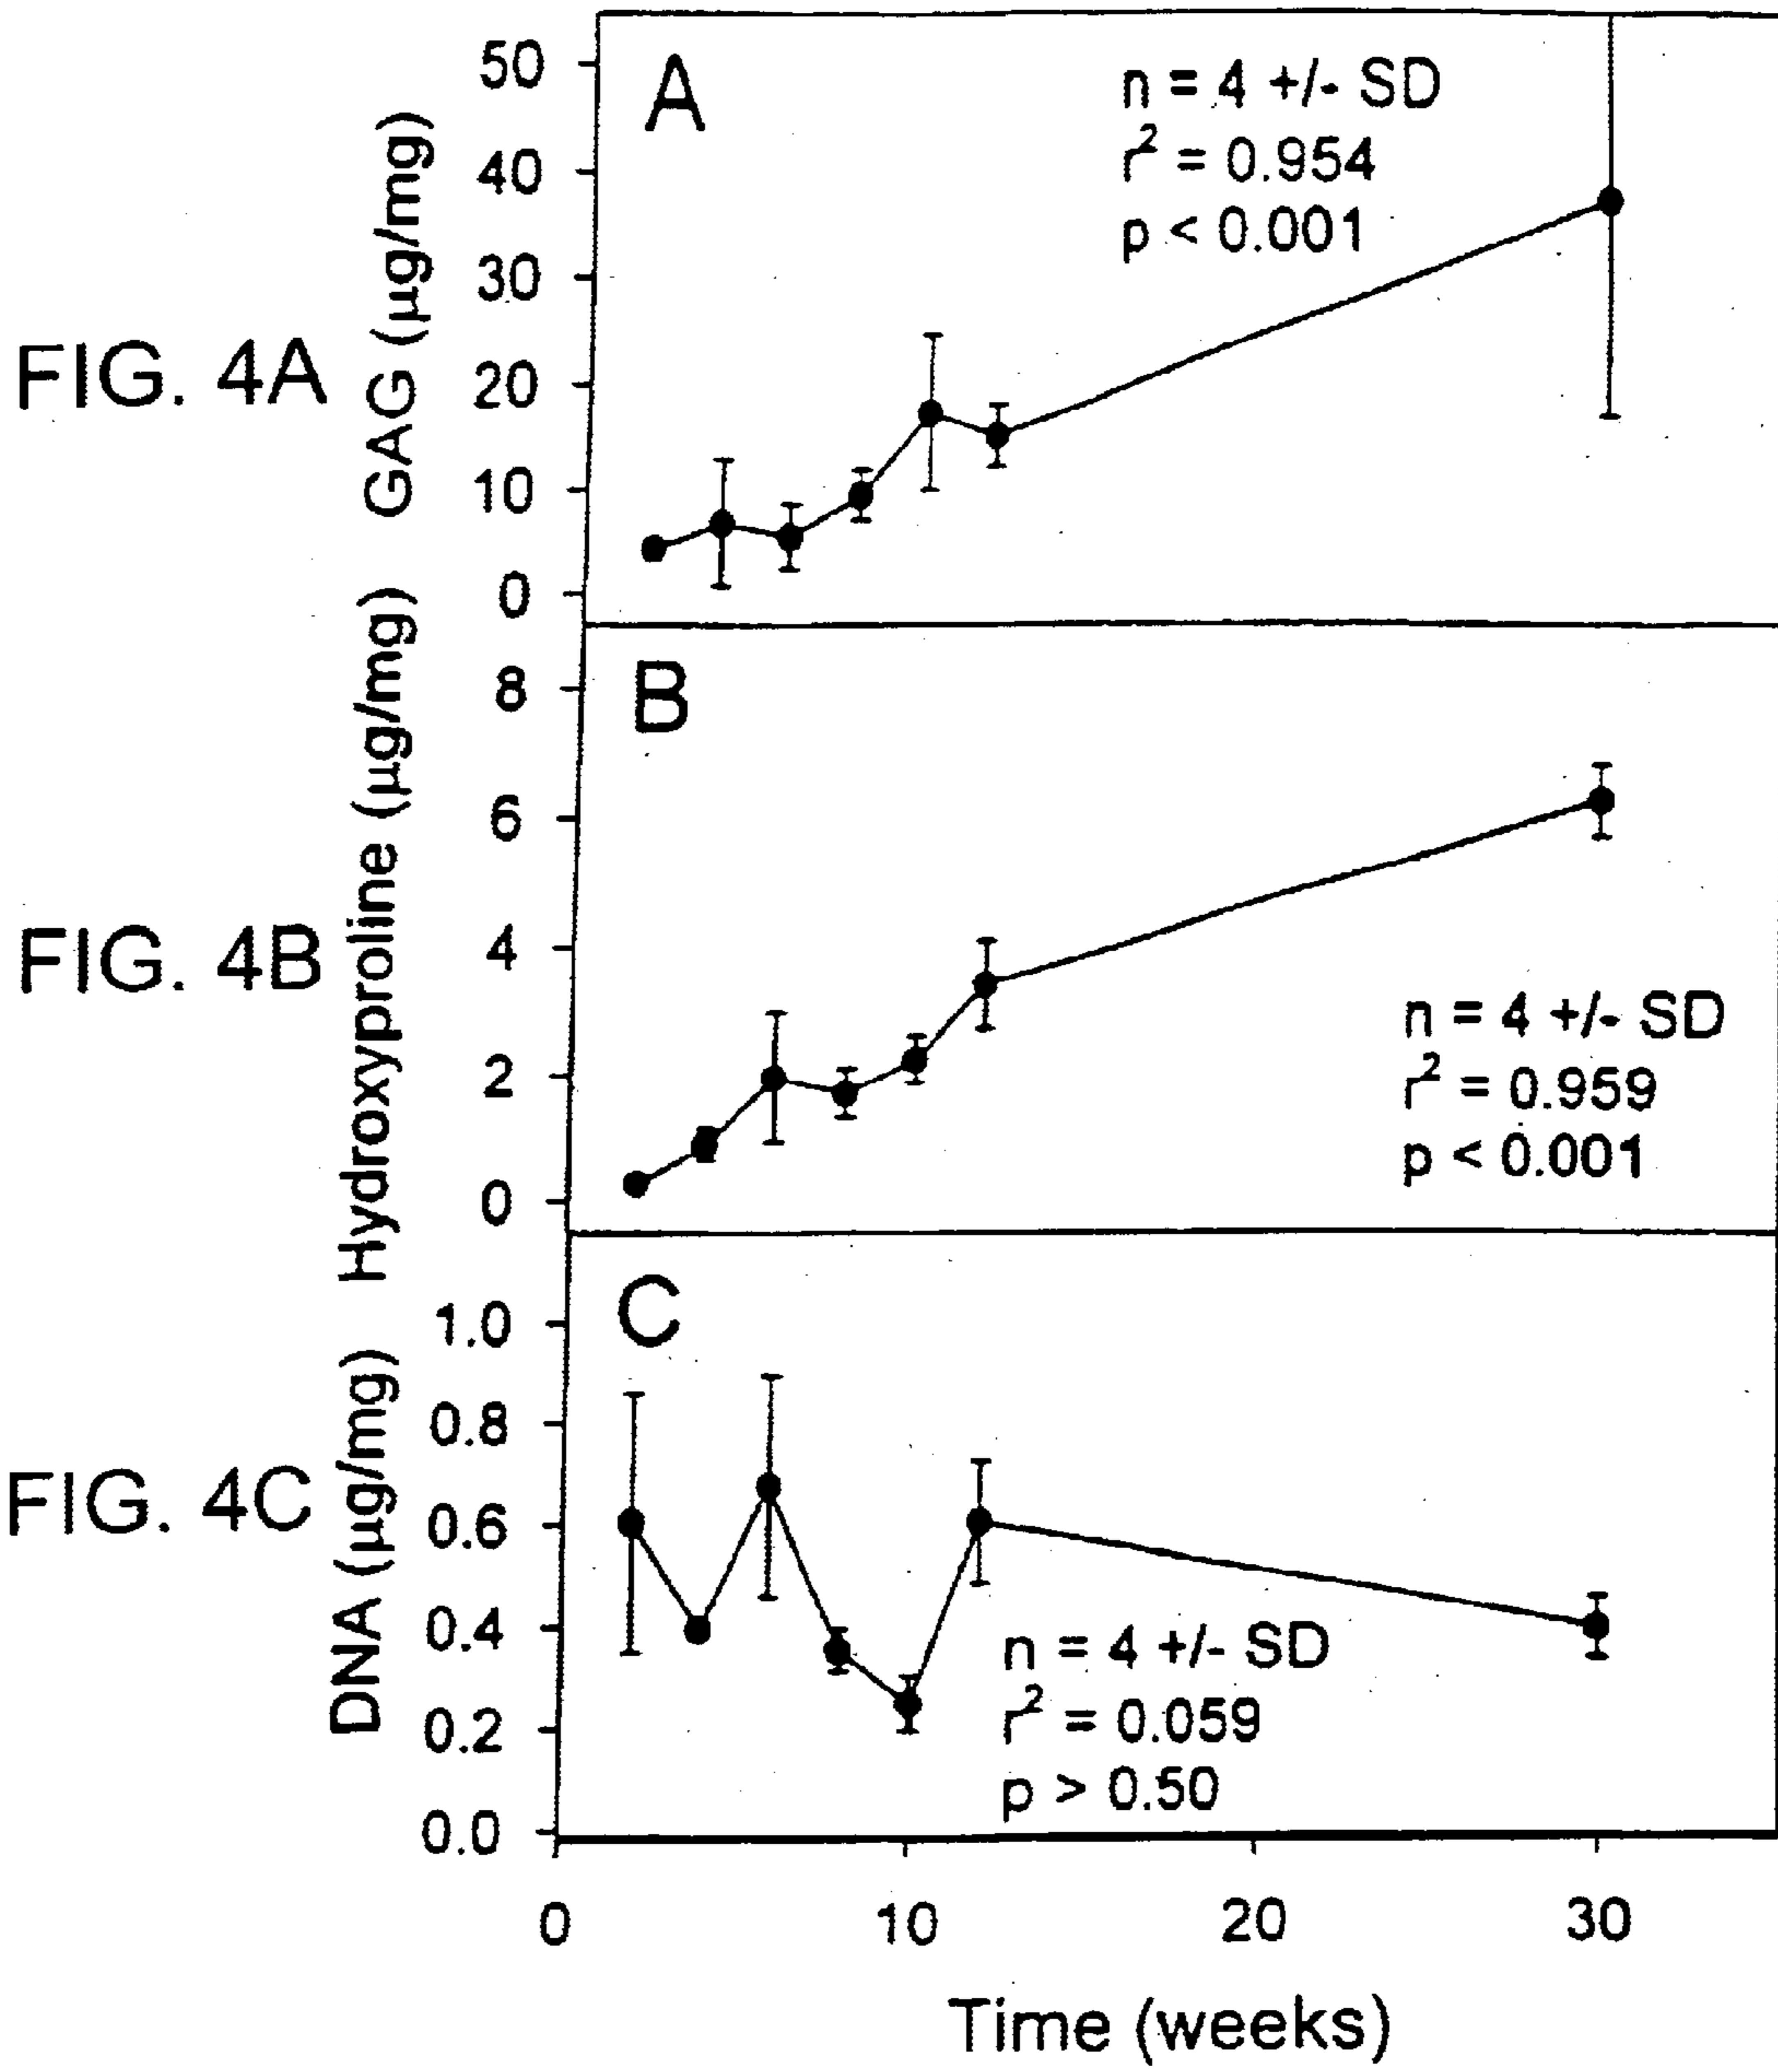 FIG. 4A
GAG (µg/mg)
50
40
30
20
10
0
A
n = 4 +/- SD
r² = 0.954
p < 0.001
FIG. 4B
Hydroxyproline (µg/mg)
8
6
4
2
0
B
n = 4 +/- SD
r² = 0.959
p < 0.001
FIG. 4C
DNA (µg/mg)
1.0
0.8
0.6
0.4
0.2
0.0
C
n = 4 +/- SD
r² = 0.059
p > 0.50
0 10 20 30
Time (weeks)